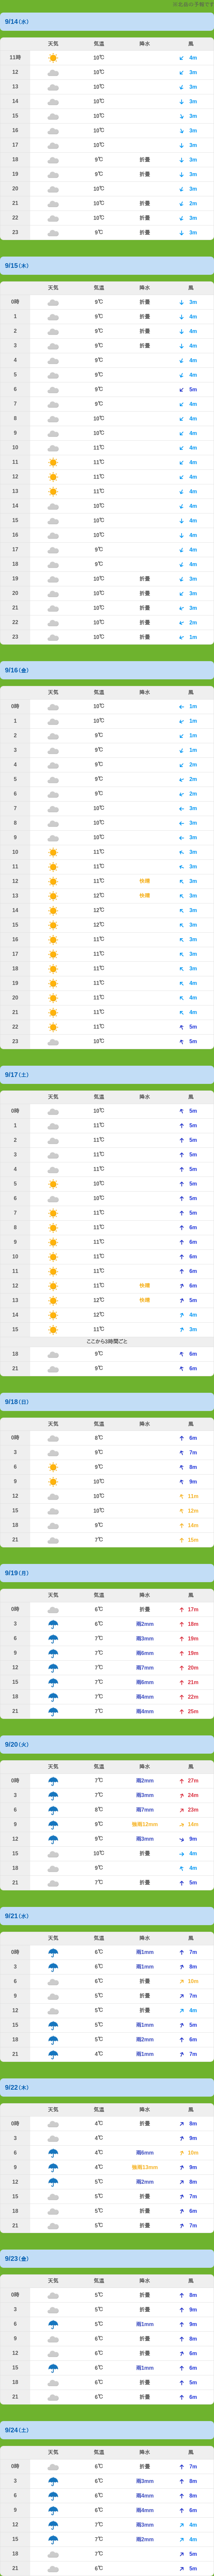 9/14(水)
天気 気温 降水 風
11時 10℃ 4m
12 10℃ 3m
13 10℃ 3m
14 10℃ 3m
15 10℃ 3m
16 10℃ 3m
17 10℃ 3m
18 9℃ 折畳 3m
19 9℃ 折畳 3m
20 10℃ 3m
21 10℃ 折畳 2m
22 10℃ 折畳 3m
23 9℃ 折畳 3m
9/15(木)
天気 気温 降水 風
0時 9℃ 折畳 3m
1 9℃ 折畳 4m
2 9℃ 折畳 4m
3 9℃ 折畳 4m
4 9℃ 4m
5 9℃ 4m
6 9℃ 5m
7 9℃ 4m
8 10℃ 4m
9 10℃ 4m
10 11℃ 4m
11 11℃ 4m
12 11℃ 4m
13 11℃ 4m
14 10℃ 4m
15 10℃ 4m
16 10℃ 4m
17 9℃ 4m
18 9℃ 4m
19 10℃ 折畳 3m
20 10℃ 折畳 3m
21 10℃ 折畳 3m
22 10℃ 折畳 2m
23 10℃ 折畳 1m
9/16(金)
天気 気温 降水 風
0時 10℃ 1m
1 10℃ 1m
2 9℃ 1m
3 9℃ 1m
4 9℃ 2m
5 9℃ 2m
6 9℃ 2m
7 10℃ 3m
8 10℃ 3m
9 10℃ 3m
10 11℃ 3m
11 11℃ 3m
12 11℃ 快晴 3m
13 12℃ 快晴 3m
14 12℃ 3m
15 12℃ 3m
16 11℃ 3m
17 11℃ 3m
18 11℃ 3m
19 11℃ 4m
20 11℃ 4m
21 11℃ 4m
22 11℃ 5m
23 10℃ 5m
9/17(土)
天気 気温 降水 風
0時 10℃ 5m
1 11℃ 5m
2 11℃ 5m
3 11℃ 5m
4 11℃ 5m
5 10℃ 5m
6 10℃ 5m
7 11℃ 5m
8 11℃ 6m
9 11℃ 6m
10 11℃ 6m
11 11℃ 6m
12 11℃ 快晴 6m
13 12℃ 快晴 5m
14 12℃ 4m
15 11℃ 3m
ここから3時間ごと
18 9℃ 6m
21 9℃ 6m
9/18(日)
天気 気温 降水 風
0時 8℃ 6m
3 9℃ 7m
6 9℃ 8m
9 10℃ 9m
12 10℃ 11m
15 10℃ 12m
18 9℃ 14m
21 7℃ 15m
9/19(月)
天気 気温 降水 風
0時 6℃ 折畳 17m
3 6℃ 雨2mm 18m
6 7℃ 雨3mm 19m
9 7℃ 雨6mm 19m
12 7℃ 雨7mm 20m
15 7℃ 雨6mm 21m
18 7℃ 雨4mm 22m
21 7℃ 雨4mm 25m
9/20(火)
天気 気温 降水 風
0時 7℃ 雨2mm 27m
3 7℃ 雨3mm 24m
6 8℃ 雨7mm 23m
9 9℃ 強雨12mm 14m
12 9℃ 雨3mm 9m
15 10℃ 折畳 4m
18 9℃ 4m
21 7℃ 折畳 5m
9/21(水)
天気 気温 降水 風
0時 6℃ 雨1mm 7m
3 6℃ 雨1mm 8m
6 6℃ 折畳 10m
9 5℃ 折畳 7m
12 5℃ 折畳 4m
15 5℃ 雨1mm 5m
18 5℃ 雨2mm 6m
21 4℃ 雨1mm 7m
9/22(木)
天気 気温 降水 風
0時 4℃ 折畳 8m
3 4℃ 9m
6 4℃ 雨6mm 10m
9 4℃ 強雨13mm 9m
12 5℃ 雨2mm 8m
15 5℃ 折畳 7m
18 5℃ 折畳 6m
21 5℃ 折畳 7m
9/23(金)
天気 気温 降水 風
0時 5℃ 折畳 8m
3 5℃ 折畳 9m
6 5℃ 雨1mm 9m
9 6℃ 折畳 8m
12 6℃ 折畳 6m
15 6℃ 雨1mm 6m
18 6℃ 折畳 5m
21 6℃ 折畳 6m
9/24(土)
天気 気温 降水 風
0時 6℃ 折畳 7m
3 6℃ 雨3mm 8m
6 6℃ 雨4mm 8m
9 6℃ 雨4mm 6m
12 7℃ 雨3mm 4m
15 7℃ 雨2mm 4m
18 7℃ 5m
21 6℃ 5m